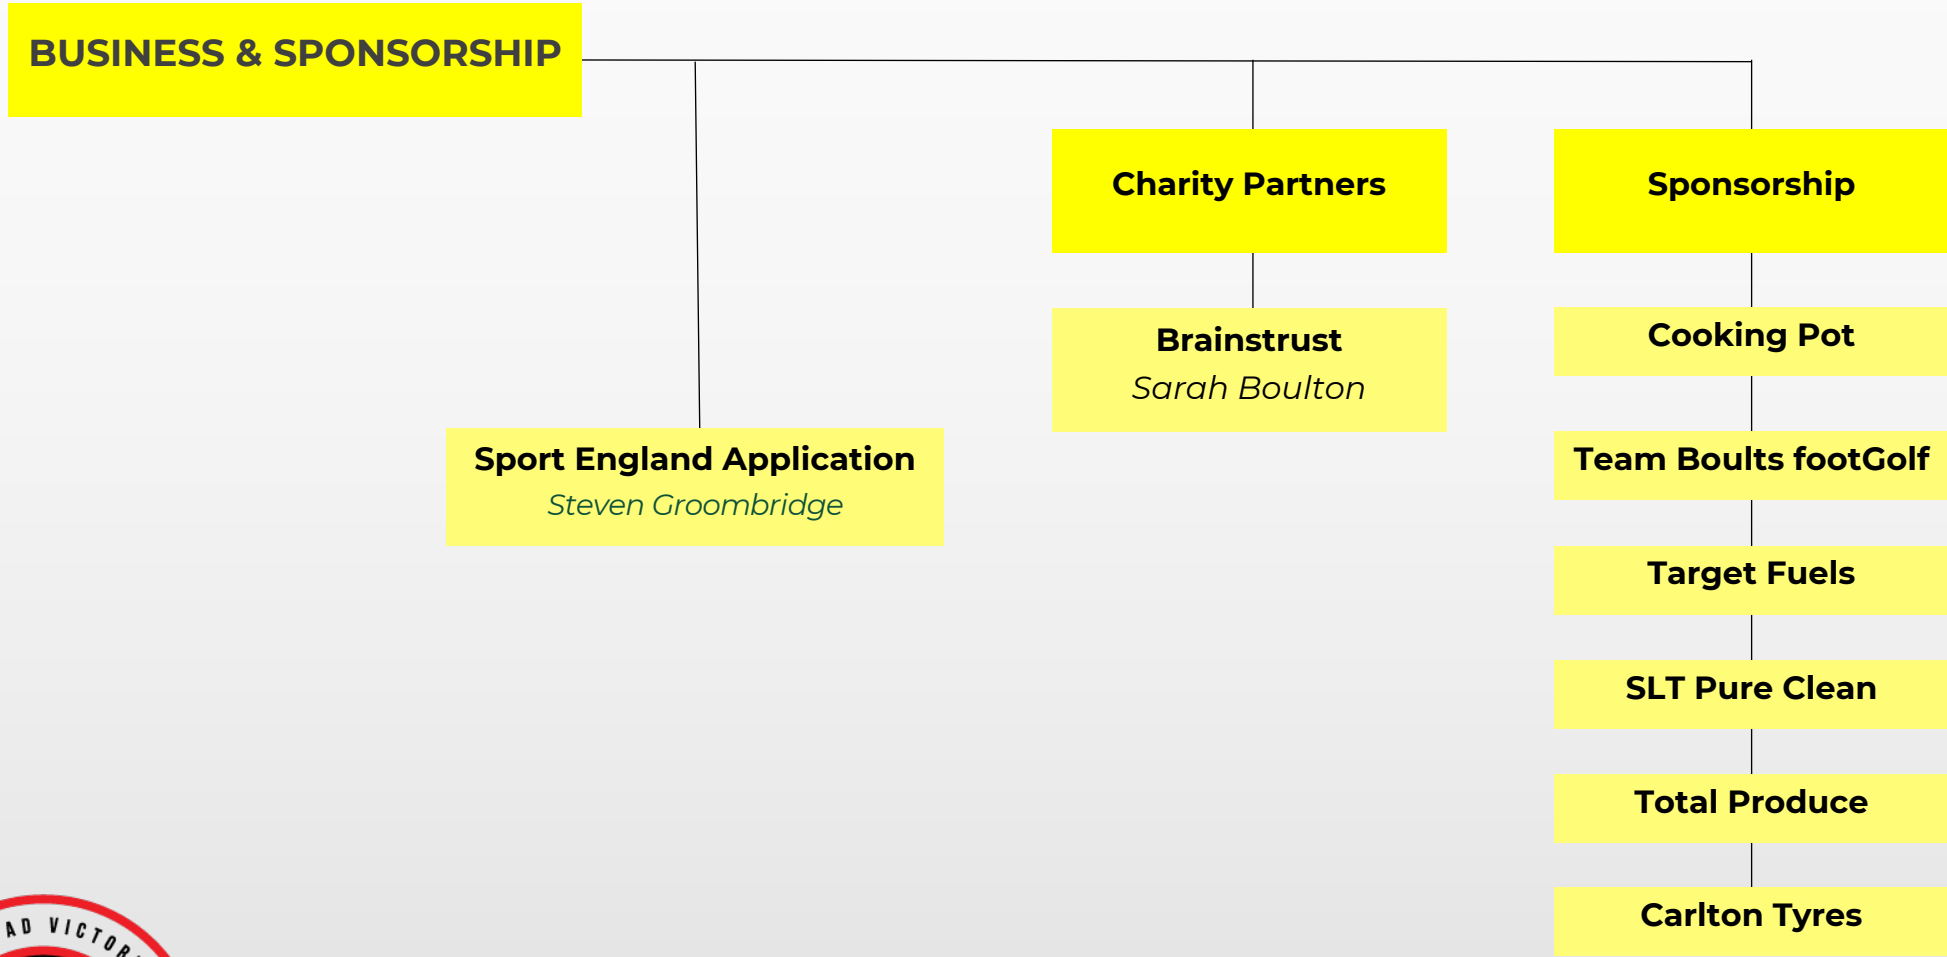 BUSINESS & SPONSORSHIP
Charity Partners
Sponsorship
Brainstrust
Sarah Boulton
Cooking Pot
Sport England Application
Steven Groombridge
Team Boults footGolf
Target Fuels
SLT Pure Clean
Total Produce
Carlton Tyres